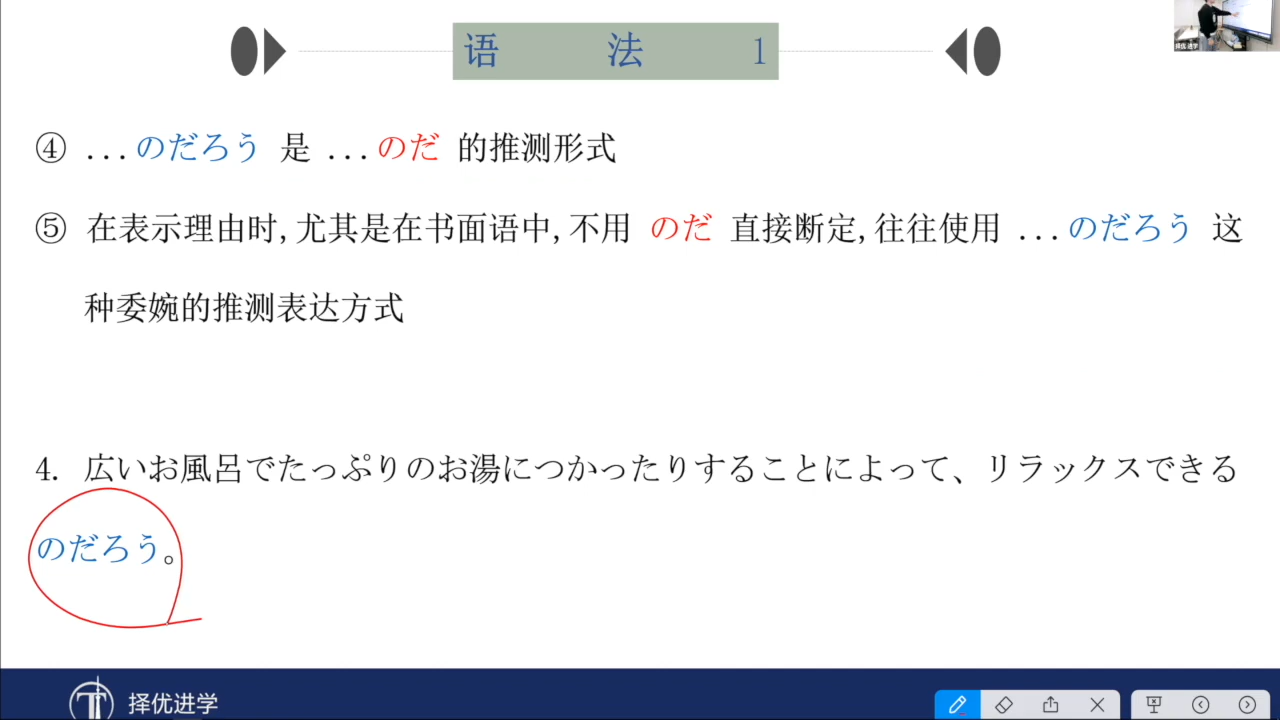 语 法 1
④ ...のだろう 是 ...のだ 的推测形式
⑤ 在表示理由时,尤其是在书面语中,不用 のだ 直接断定,往往使用 ...のだろう 这
种委婉的推测表达方式
4. 広いお風呂でたっぷりのお湯につかったりすることによって、リラックスできる
のだろう。
择优进学
择优 进学